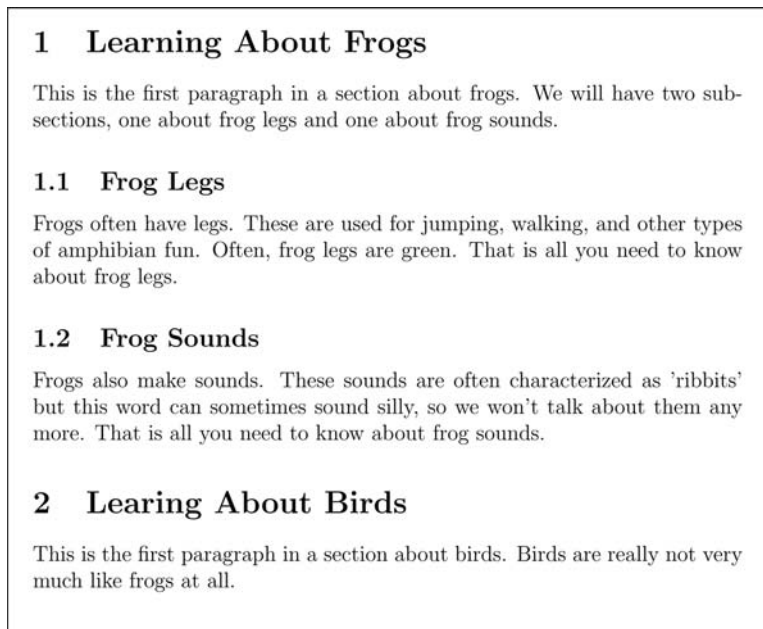 1 Learning About Frogs
This is the first paragraph in a section about frogs. We will have two sub-
sections, one about frog legs and one about frog sounds.
1.1 Frog Legs
Frogs often have legs. These are used for jumping, walking, and other types
of amphibian fun. Often, frog legs are green. That is all you need to know
about frog legs.
1.2 Frog Sounds
Frogs also make sounds. These sounds are often characterized as ’ribbits’
but this word can sometimes sound silly, so we won’t talk about them any
more. That is all you need to know about frog sounds.
2 Learing About Birds
This is the first paragraph in a section about birds. Birds are really not very
much like frogs at all.